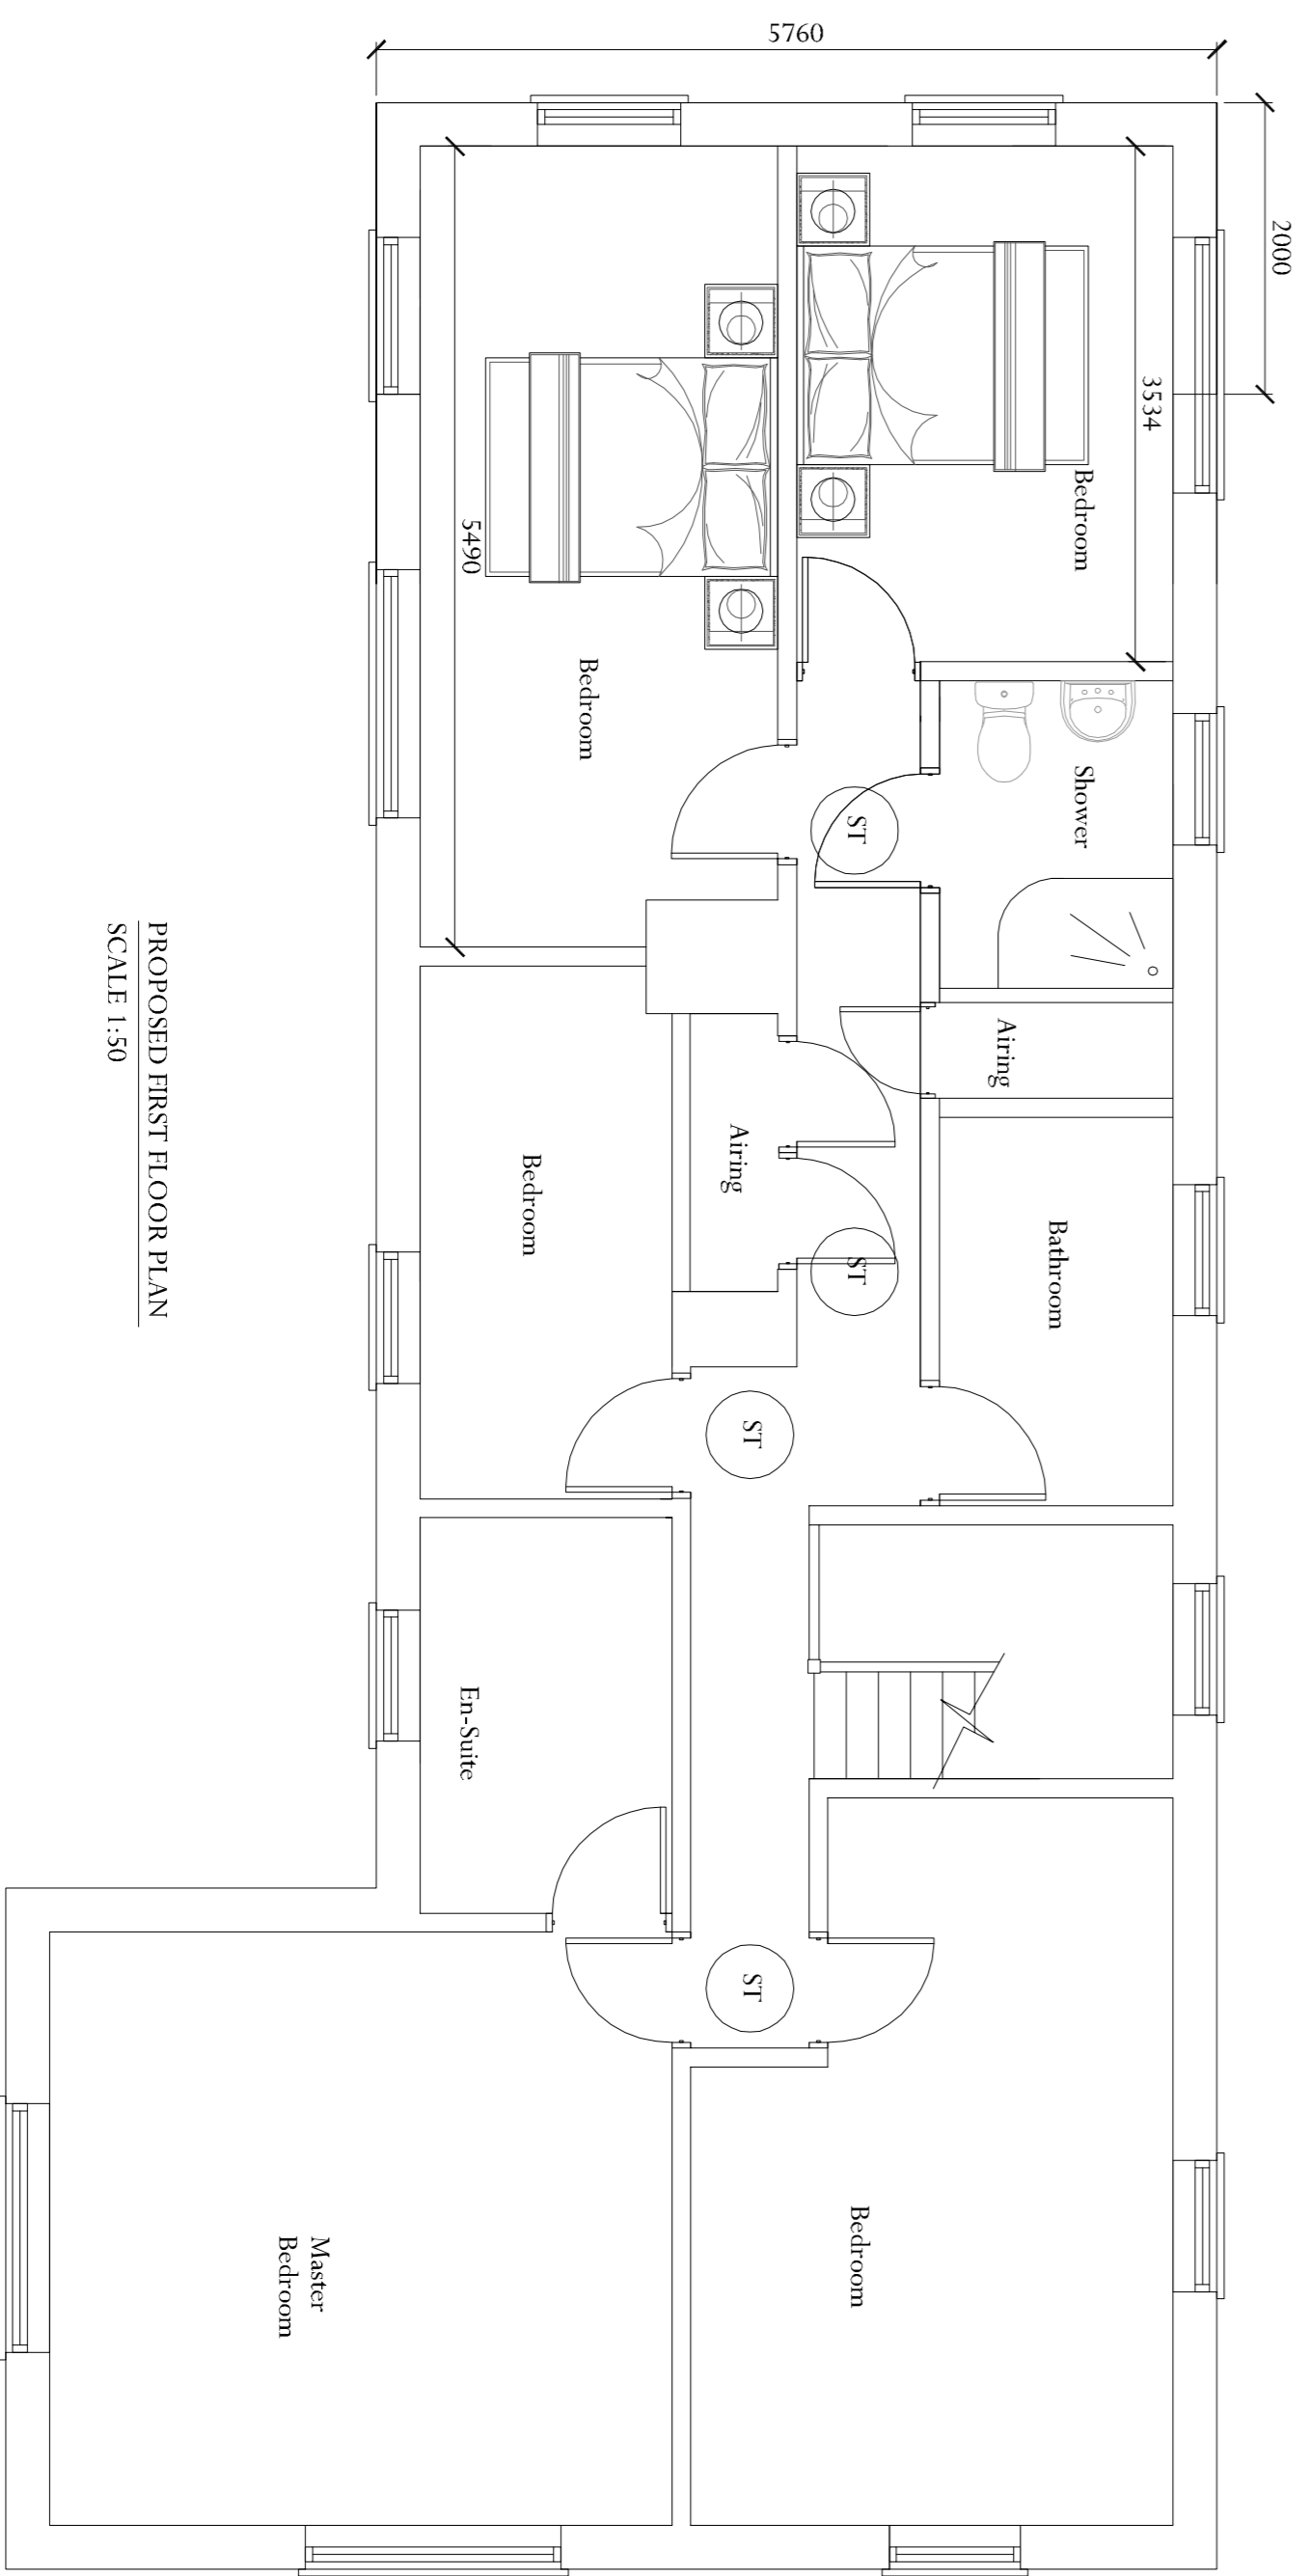 2000
3534
5760
Bedroom
Shower
Airing
Bathroom
Bedroom
ST
ST
ST
ST
Airing
5490
Bedroom
Bedroom
En-Suite
Master
Bedroom
PROPOSED FIRST FLOOR PLAN
SCALE 1:50